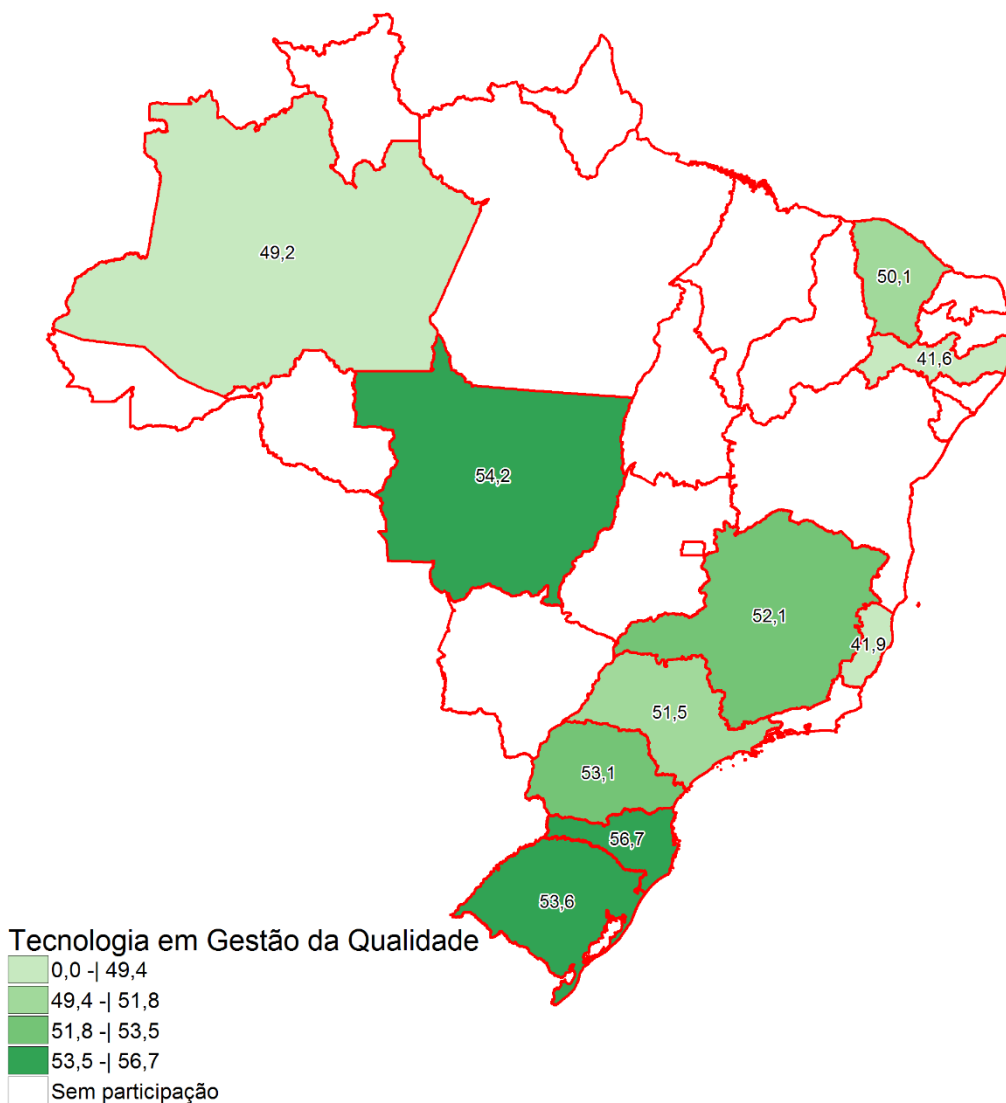 49,2
50,1
41,6
54,2
52,1
41,9
51,5
53,1
56,7
53,6
Tecnologia em Gestão da Qualidade
0,0 -| 49,4
49,4 -| 51,8
51,8 -| 53,5
53,5 -| 56,7
Sem participação